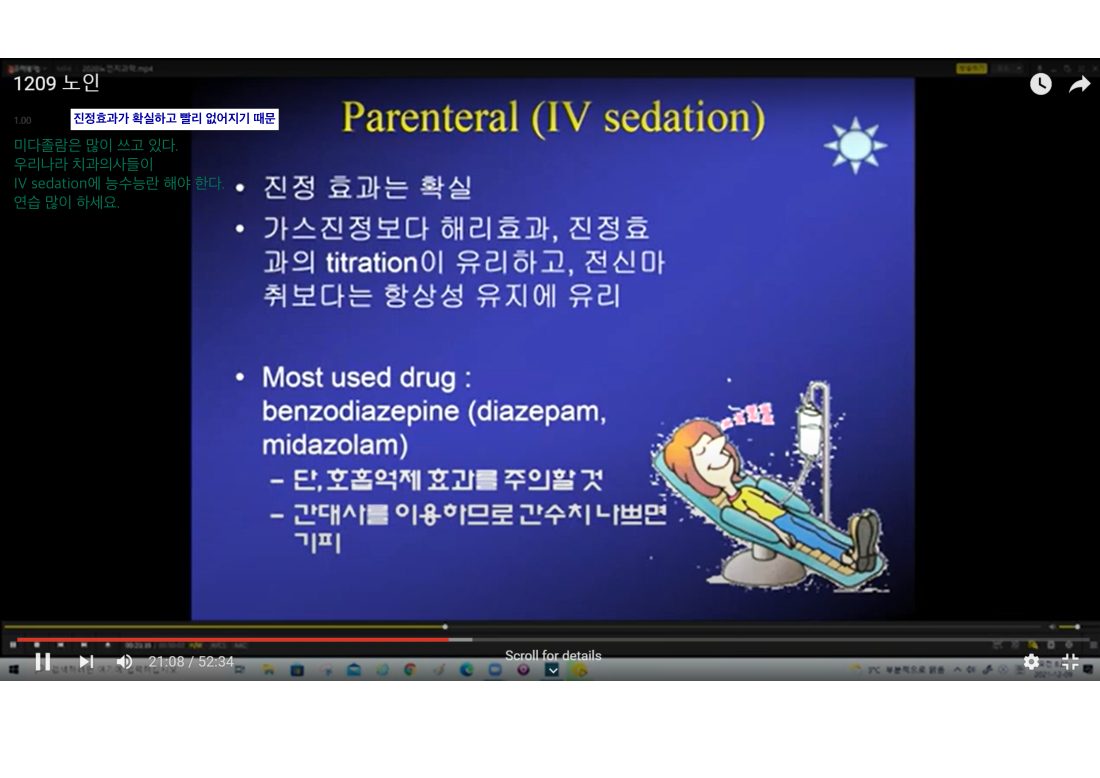 1209 노인
1.00
진정효과가 확실하고 빨리 없어지기 때문
미다졸람은 많이 쓰고 있다.
우리나라 치과의사들이
IV sedation에 능수능란 해야 한다.
연습 많이 하세요.
Parenteral (IV sedation)
• 진정 효과는 확실
• 가스진정보다 해리효과, 진정효
과의 titration이 유리하고, 전신마
취보다는 항상성 유지에 유리
• Most used drug :
benzodiazepine (diazepam,
midazolam)
– 단, 호흡억제 효과를 주의할 것
– 간대사를 이용하므로 간수치 나쁘면
기피
21:08 / 52:34
Scroll for details